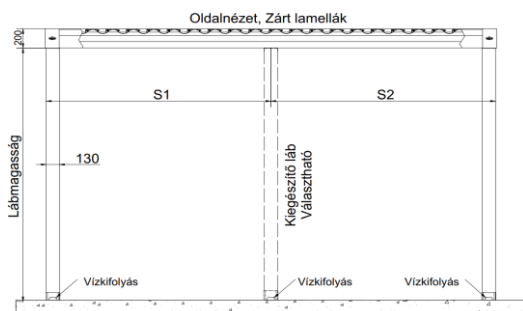 Oldalnézet, Zárt lamellák
200
S1
S2
Lábmagasság
130
Kiegészítő láb
Választható
Vízkifolyás
Vízkifolyás
Vízkifolyás